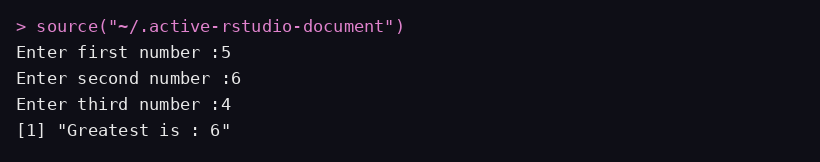 > source("~/.active-rstudio-document")
Enter first number :5
Enter second number :6
Enter third number :4
[1] "Greatest is : 6"